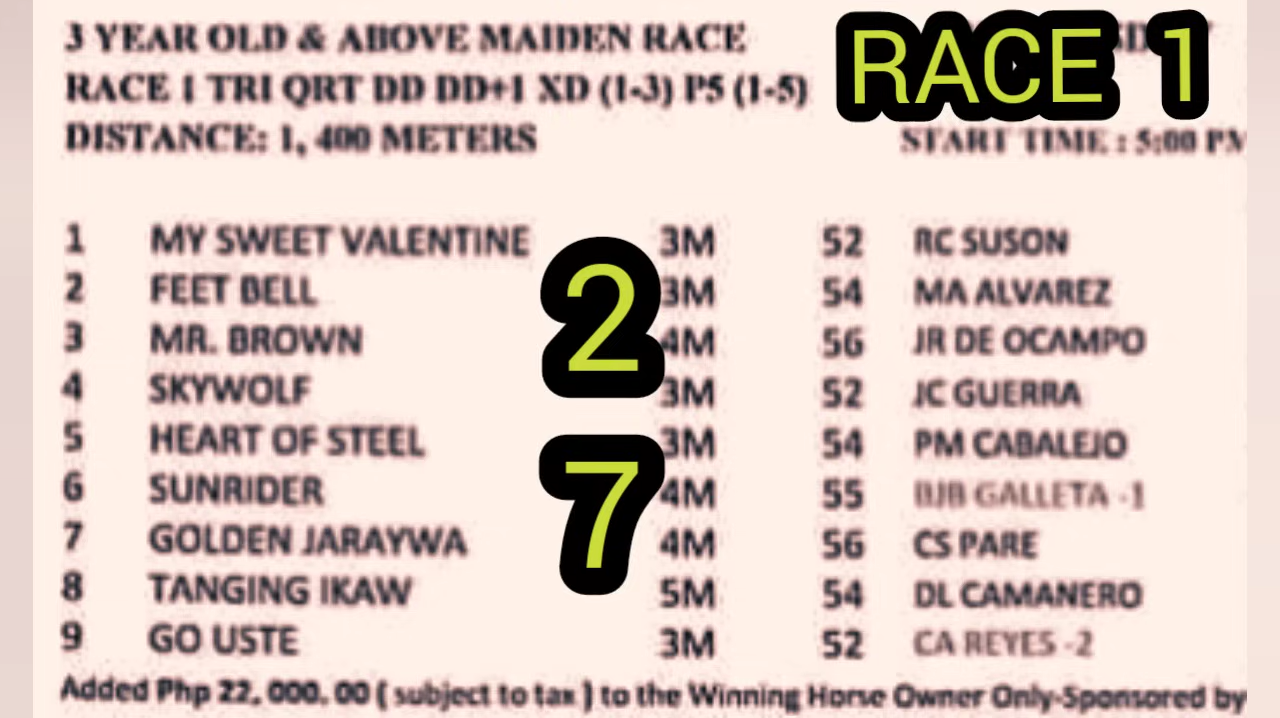 3 YEAR OLD & ABOVE MAIDEN RACE
RACE 1
RACE 1 TRI QRT DD DD+1 XD (1-3) P5 (1-5)
DISTANCE: 1, 400 METERS
START TIME : 5:00 PM
1 MY SWEET VALENTINE 3M 52 RC SUSON
2 FEET BELL 3M 54 MA ALVAREZ
3 MR. BROWN 4M 56 JR DE OCAMPO
4 SKYWOLF 3M 52 JC GUERRA
5 HEART OF STEEL 3M 54 PM CABALEJO
6 SUNRIDER 4M 55 BJB GALLETA -1
7 GOLDEN JARAYWA 4M 56 CS PARE
8 TANGING IKAW 5M 54 DL CAMANERO
9 GO USTE 3M 52 CA REYES -2
2
7
Added Php 22, 000. 00 ( subject to tax ) to the Winning Horse Owner Only-Sponsored by